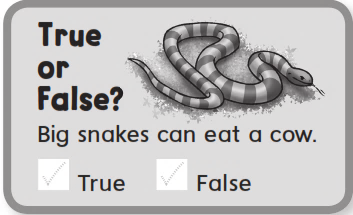 True
or
False?
Big snakes can eat a cow.
True False